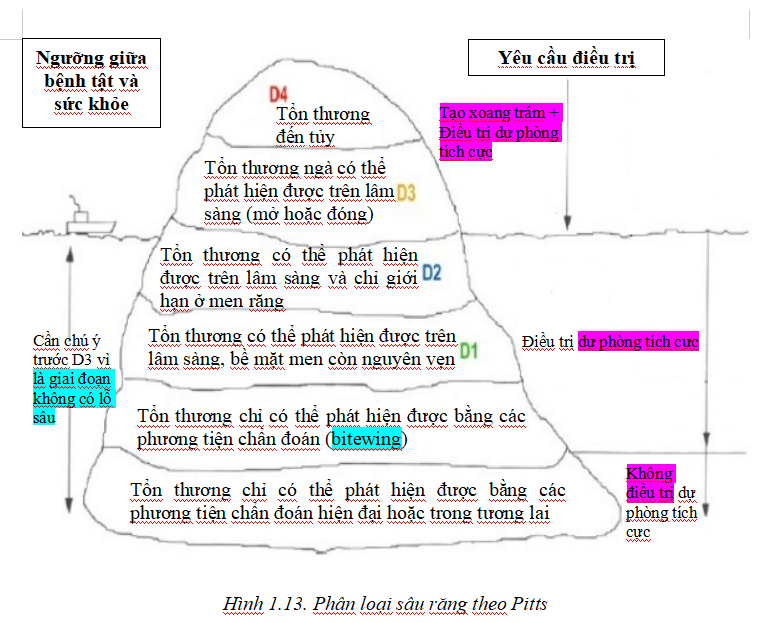 Ngưỡng giữa
bệnh tật và
sức khỏe
Yêu cầu điều trị
D4
Tổn thương
đến tủy
Tạo xoang trám +
Điều trị dự phòng
tích cực
Tổn thương ngà có thể
phát hiện được trên lâm
sàng (mở hoặc đóng)
D3
Tổn thương có thể phát hiện
được trên lâm sàng và chỉ giới
hạn ở men răng
D2
Cần chú ý
trước D3 vì
là giai đoạn
không có lỗ
sâu
Tổn thương có thể phát hiện được trên
lâm sàng, bề mặt men còn nguyên vẹn
D1
Điều trị dự phòng tích cực
Tổn thương chỉ có thể phát hiện được bằng các
phương tiện chẩn đoán (bitewing)
Tổn thương chỉ có thể phát hiện được bằng các
phương tiện chẩn đoán hiện đại hoặc trong tương lai
Không
điều trị dự
phòng tích
cực
Hình 1.13. Phân loại sâu răng theo Pitts